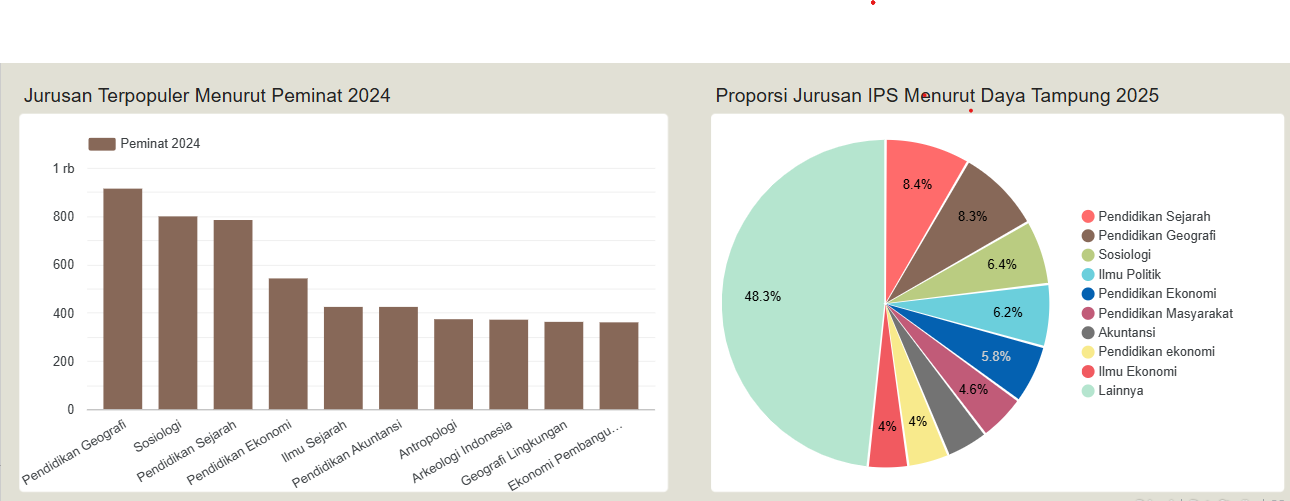 Jurusan Terpopuler Menurut Peminat 2024
Peminat 2024
1 rb
800
600
400
200
0
Pendidikan Geografi
Sosiologi
Pendidikan Sejarah
Pendidikan Ekonomi
Ilmu Sejarah
Pendidikan Akuntansi
Antropologi
Arkeologi Indonesia
Geografi Lingkungan
Ekonomi Pembangu…
Proporsi Jurusan IPS Menurut Daya Tampung 2025
8.4%
8.3%
6.4%
6.2%
5.8%
4.6%
4%
4%
48.3%
Pendidikan Sejarah
Pendidikan Geografi
Sosiologi
Ilmu Politik
Pendidikan Ekonomi
Pendidikan Masyarakat
Akuntansi
Pendidikan ekonomi
Ilmu Ekonomi
Lainnya